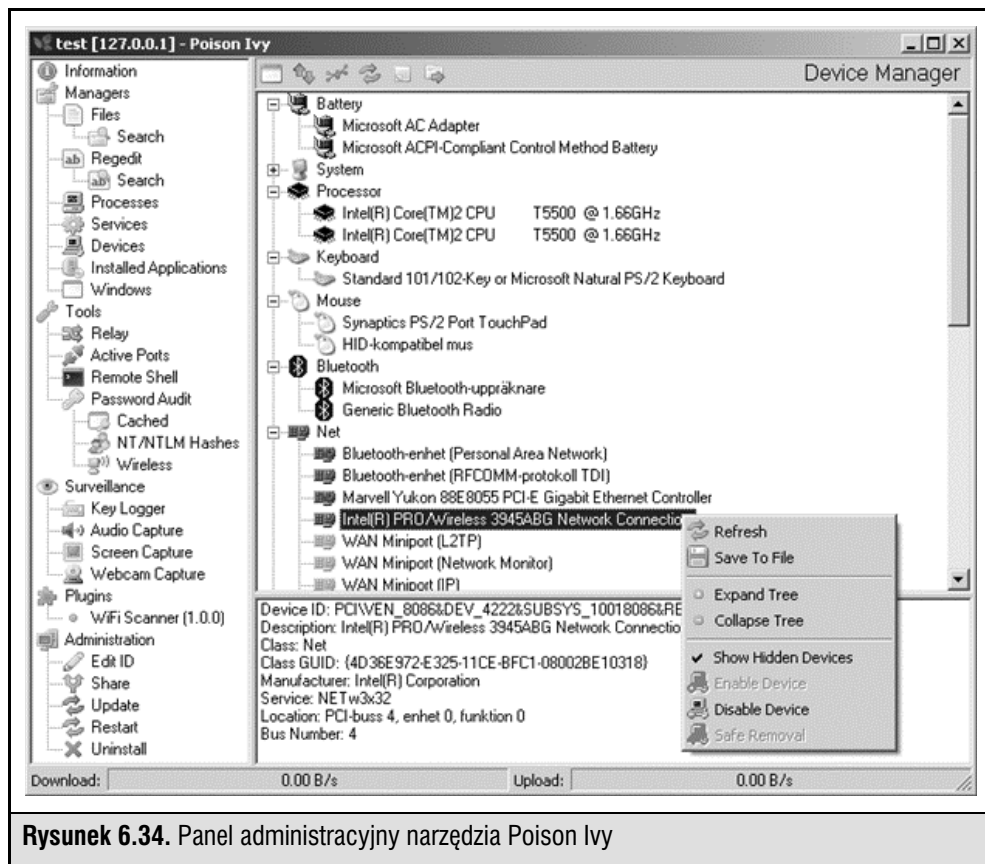 test [127.0.0.1] - Poison Ivy
Information
Managers
Files
Search
Regedit
Search
Processes
Services
Devices
Installed Applications
Windows
Tools
Relay
Active Ports
Remote Shell
Password Audit
Cached
NT/NTLM Hashes
Wireless
Surveillance
Key Logger
Audio Capture
Screen Capture
Webcam Capture
Plugins
WiFi Scanner (1.0.0)
Administration
Edit ID
Share
Update
Restart
Uninstall
Device Manager
Battery
Microsoft AC Adapter
Microsoft ACPI-Compliant Control Method Battery
System
Processor
Intel(R) Core(TM)2 CPU T5500 @ 1.66GHz
Intel(R) Core(TM)2 CPU T5500 @ 1.66GHz
Keyboard
Standard 101/102-Key or Microsoft Natural PS/2 Keyboard
Mouse
Synaptics PS/2 Port TouchPad
HID-kompatibel mus
Bluetooth
Microsoft Bluetooth-uppräknare
Generic Bluetooth Radio
Net
Bluetooth-enhet (Personal Area Network)
Bluetooth-enhet (RFCOMM-protokoll TDI)
Marvell Yukon 88E8055 PCI-E Gigabit Ethernet Controller
Intel(R) PRO/Wireless 3945ABG Network Connectio
WAN Miniport (L2TP)
WAN Miniport (Network Monitor)
WAN Miniport (IP)
Refresh
Save To File
Expand Tree
Collapse Tree
Show Hidden Devices
Enable Device
Disable Device
Safe Removal
Device ID: PCI\VEN_8086&DEV_4222&SUBSYS_10018086&RE
Description: Intel(R) PRO/Wireless 3945ABG Network Connectio
Class: Net
Class GUID: {4D36E972-E325-11CE-BFC1-08002BE10318}
Manufacturer: Intel(R) Corporation
Service: NETw3x32
Location: PCI-buss 4, enhet 0, funktion 0
Bus Number: 4
Download: 0.00 B/s Upload: 0.00 B/s
Rysunek 6.34. Panel administracyjny narzędzia Poison Ivy